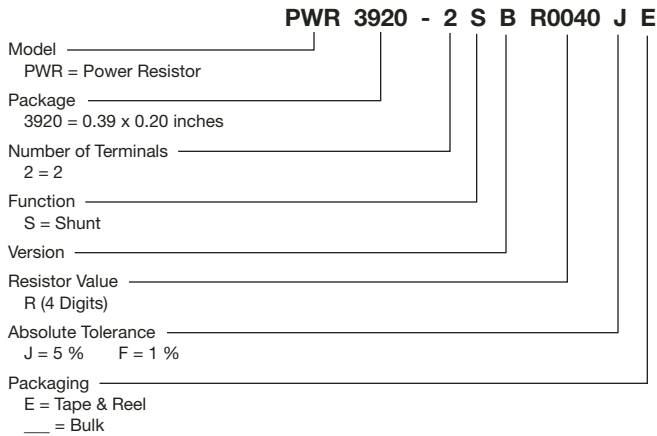 PWR 3920 - 2 S B R0040 J E
Model
PWR = Power Resistor
Package
3920 = 0.39 x 0.20 inches
Number of Terminals
2 = 2
Function
S = Shunt
Version
Resistor Value
R (4 Digits)
Absolute Tolerance
J = 5 % F = 1 %
Packaging
E = Tape & Reel
___ = Bulk